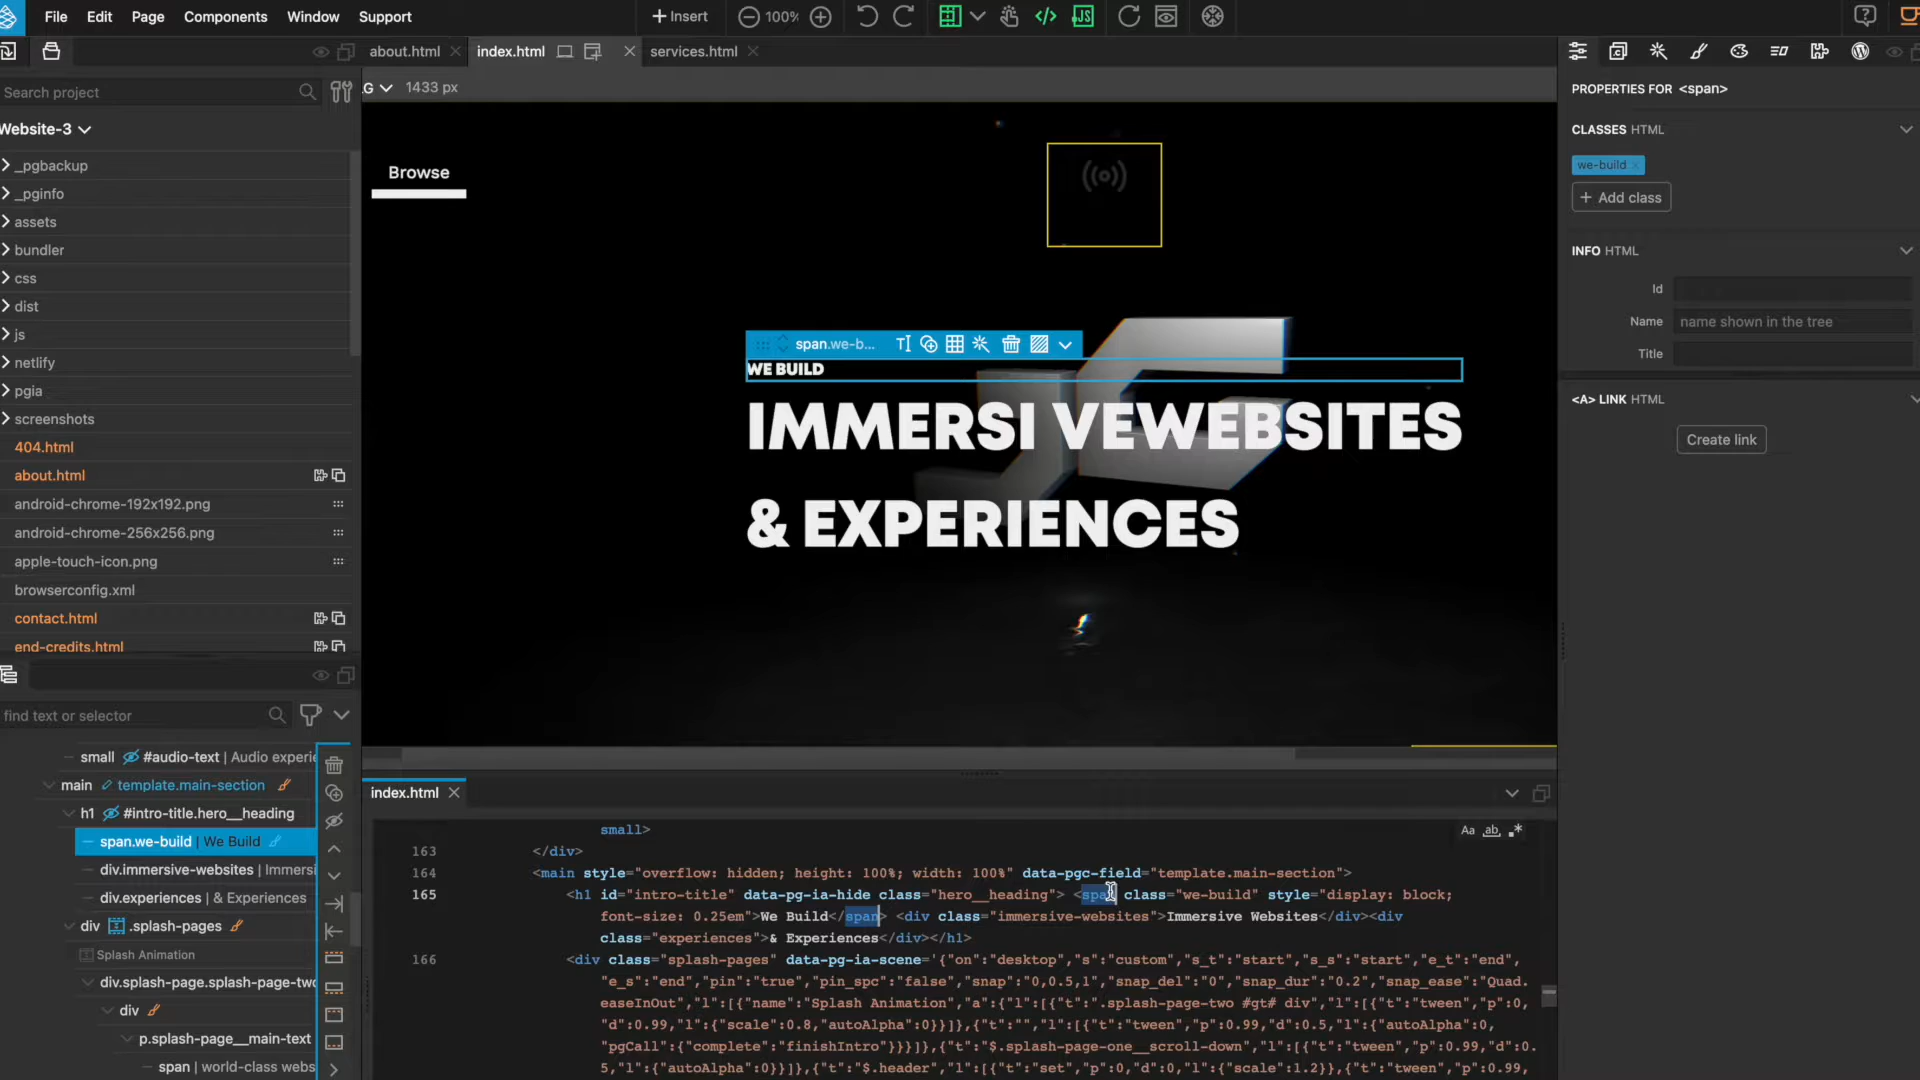 File Edit Page Components Window Support
Insert 100% JS
about.html index.html services.html
Search project
G 1433 px
Website-3
_pgbackup
_pginfo
assets
bundler
css
dist
js
netlify
pgia
screenshots
404.html
about.html
android-chrome-192x192.png
android-chrome-256x256.png
apple-touch-icon.png
browserconfig.xml
contact.html
end-credits.html
Browse
span.we-b...
WE BUILD
IMMERSI VEWEBSITES
& EXPERIENCES
PROPERTIES FOR <span>
CLASSES HTML
we-build
+ Add class
INFO HTML
Id
Name name shown in the tree
Title
<A> LINK HTML
Create link
find text or selector
small #audio-text | Audio experie
main template.main-section
h1 #intro-title.hero__heading
span.we-build | We Build
div.immersive-websites | Immersi
div.experiences | & Experiences
div .splash-pages
Splash Animation
div.splash-page.splash-page-two
div
p.splash-page__main-text
span | world-class webs
index.html
Aa ab .*
small>
163 </div>
164 <main style="overflow: hidden; height: 100%; width: 100%" data-pgc-field="template.main-section">
165 <h1 id="intro-title" data-pg-ia-hide class="hero__heading"> <span class="we-build" style="display: block;
font-size: 0.25em">We Build</span> <div class="immersive-websites">Immersive Websites</div><div
class="experiences">& Experiences</div></h1>
166 <div class="splash-pages" data-pg-ia-scene='{"on":"desktop","s":"custom","s_t":"start","s_s":"start","e_t":"end",
"e_s":"end","pin":"true","pin_spc":"false","snap":"0,0.5,1","snap_del":"0","snap_dur":"0.2","snap_ease":"Quad.
easeInOut","l":[{"name":"Splash Animation","a":{"l":[{"t":".splash-page-two #gt# div","l":[{"t":"tween","p":0,
"d":0.99,"l":{"scale":0.8,"autoAlpha":0}}]},{"t":"","l":[{"t":"tween","p":0.99,"d":0.5,"l":{"autoAlpha":0,
"pgCall":{"complete":"finishIntro"}}}]},{"t":"$.splash-page-one__scroll-down","l":[{"t":"tween","p":0.99,"d":0.
5,"l":{"autoAlpha":0}}]},{"t":"$.header","l":[{"t":"set","p":0,"d":0,"l":{"scale":1.2}},{"t":"tween","p":0.99,